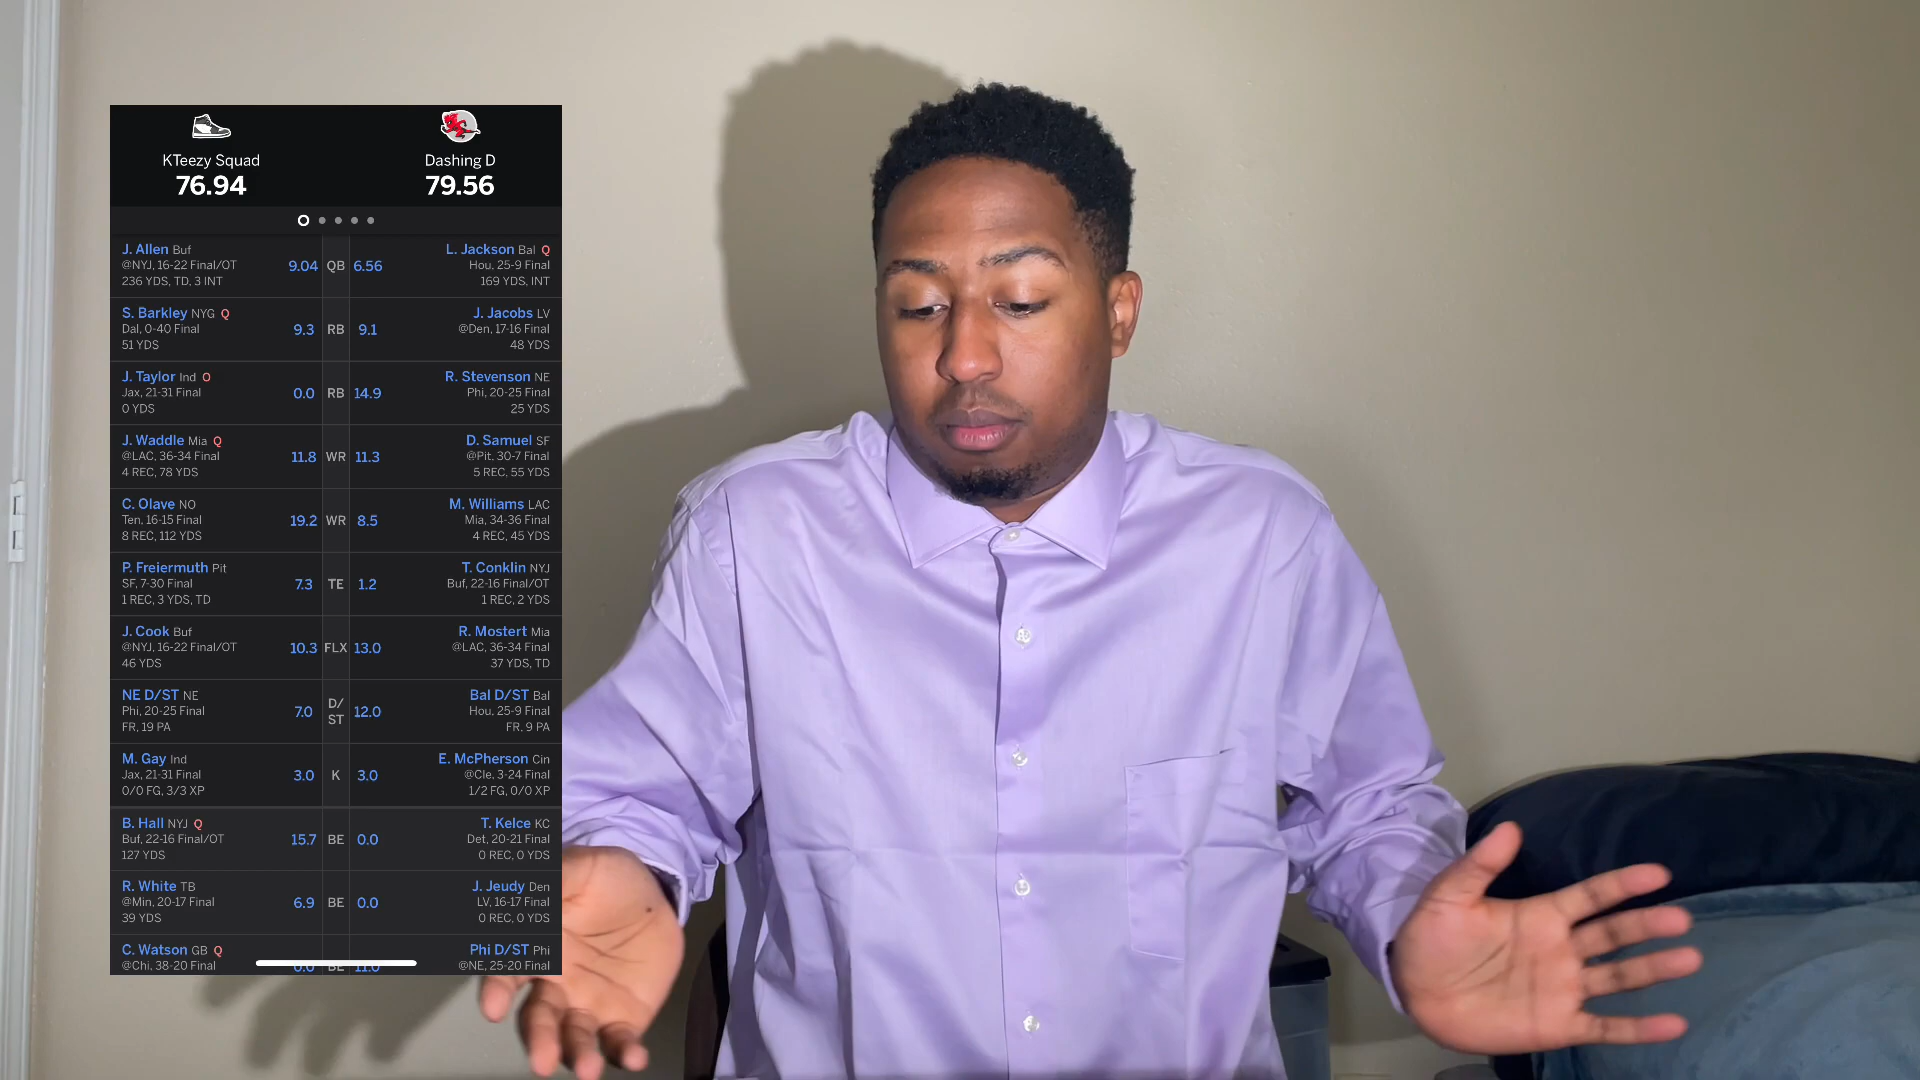 KTeezy Squad
76.94
Dashing D
79.56
J. Allen Buf
@NYJ, 16-22 Final/OT
236 YDS, TD, 3 INT
9.04 QB 6.56
L. Jackson Bal Q
Hou, 25-9 Final
169 YDS, INT
S. Barkley NYG Q
Dal, 0-40 Final
51 YDS
9.3 RB 9.1
J. Jacobs LV
@Den, 17-16 Final
48 YDS
J. Taylor Ind O
Jax, 21-31 Final
0 YDS
0.0 RB 14.9
R. Stevenson NE
Phi, 20-25 Final
25 YDS
J. Waddle Mia Q
@LAC, 36-34 Final
4 REC, 78 YDS
11.8 WR 11.3
D. Samuel SF
@Pit, 30-7 Final
5 REC, 55 YDS
C. Olave NO
Ten, 16-15 Final
8 REC, 112 YDS
19.2 WR 8.5
M. Williams LAC
Mia, 34-36 Final
4 REC, 45 YDS
P. Freiermuth Pit
SF, 7-30 Final
1 REC, 3 YDS, TD
7.3 TE 1.2
T. Conklin NYJ
Buf, 22-16 Final/OT
1 REC, 2 YDS
J. Cook Buf
@NYJ, 16-22 Final/OT
46 YDS
10.3 FLX 13.0
R. Mostert Mia
@LAC, 36-34 Final
37 YDS, TD
NE D/ST NE
Phi, 20-25 Final
FR, 19 PA
7.0 D/ST 12.0
Bal D/ST Bal
Hou, 25-9 Final
FR, 9 PA
M. Gay Ind
Jax, 21-31 Final
0/0 FG, 3/3 XP
3.0 K 3.0
E. McPherson Cin
@Cle, 3-24 Final
1/2 FG, 0/0 XP
B. Hall NYJ Q
Buf, 22-16 Final/OT
127 YDS
15.7 BE 0.0
T. Kelce KC
Det, 20-21 Final
0 REC, 0 YDS
R. White TB
@Min, 20-17 Final
39 YDS
6.9 BE 0.0
J. Jeudy Den
LV, 16-17 Final
0 REC, 0 YDS
C. Watson GB Q
@Chi, 38-20 Final
0.0 BE 11.0
Phi D/ST Phi
@NE, 25-20 Final